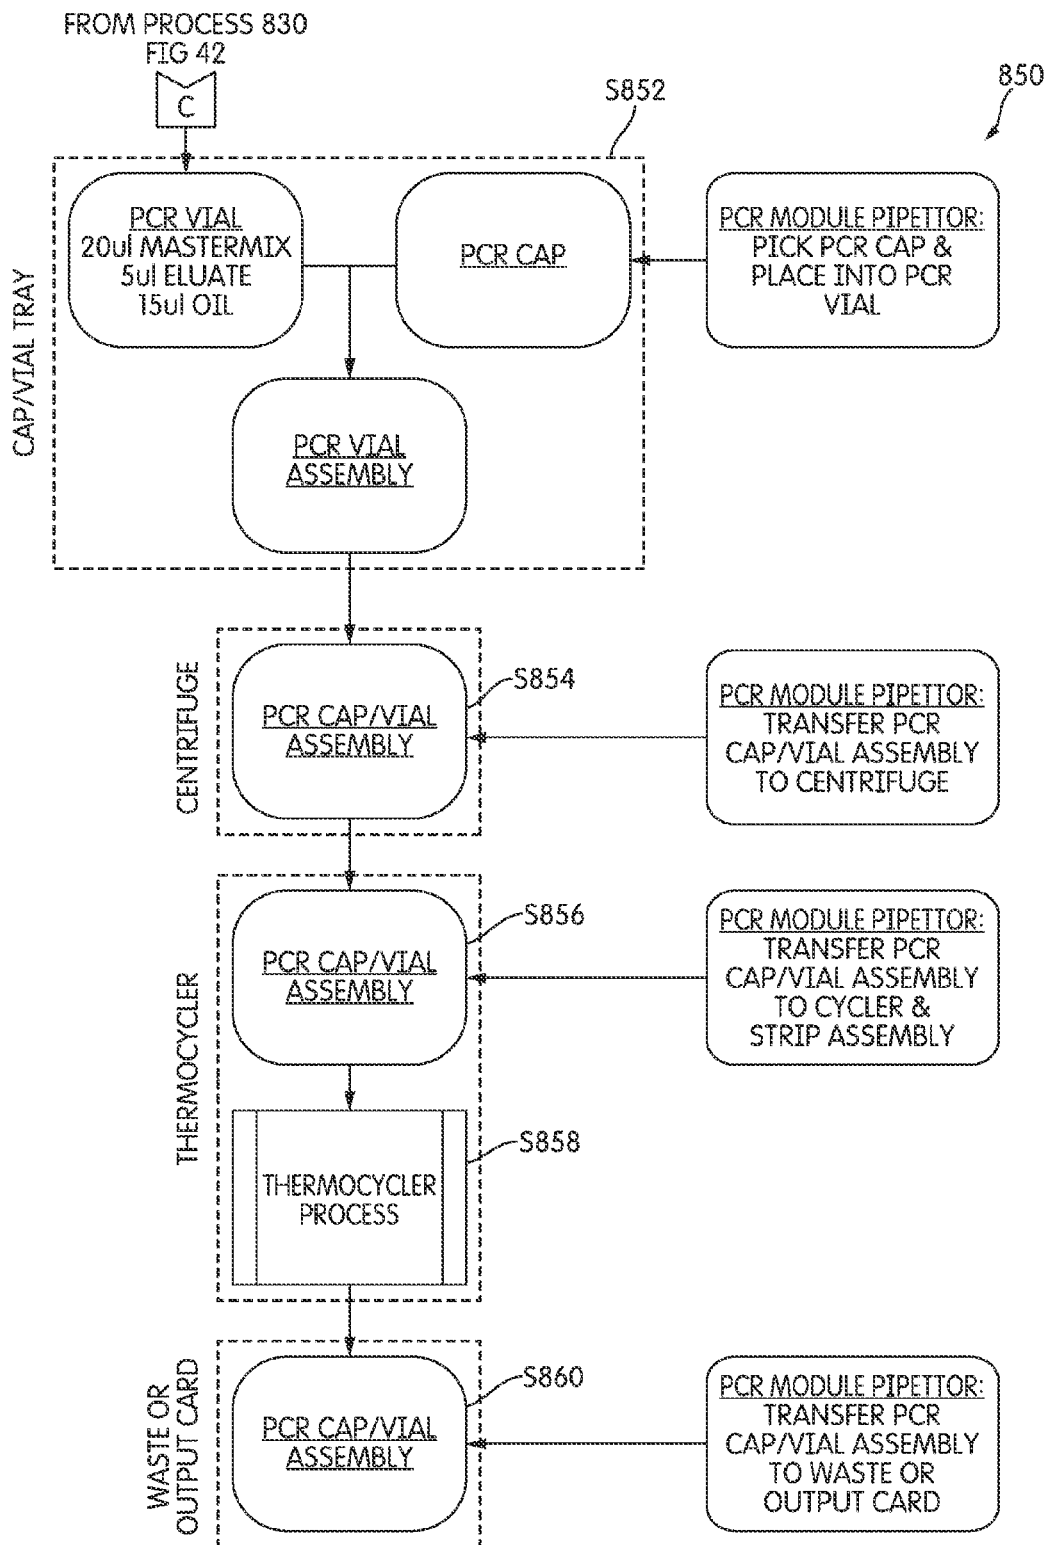 FROM PROCESS 830
FIG 42
C
S852
850
CAP/VIAL TRAY
PCR VIAL
20ul MASTERMIX
5ul ELUATE
15ul OIL
PCR CAP
PCR MODULE PIPETTOR:
PICK PCR CAP &
PLACE INTO PCR
VIAL
PCR VIAL
ASSEMBLY
CENTRIFUGE
PCR CAP/VIAL
ASSEMBLY
S854
PCR MODULE PIPETTOR:
TRANSFER PCR
CAP/VIAL ASSEMBLY
TO CENTRIFUGE
THERMOCYCLER
PCR CAP/VIAL
ASSEMBLY
S856
PCR MODULE PIPETTOR:
TRANSFER PCR
CAP/VIAL ASSEMBLY
TO CYCLER &
STRIP ASSEMBLY
THERMOCYCLER
PROCESS
S858
WASTE OR
OUTPUT CARD
PCR CAP/VIAL
ASSEMBLY
S860
PCR MODULE PIPETTOR:
TRANSFER PCR
CAP/VIAL ASSEMBLY
TO WASTE OR
OUTPUT CARD